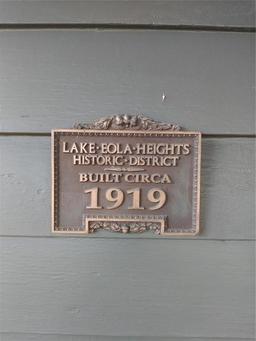 LAKE·EOLA·HEIGHTS
HISTORIC·DISTRICT
BUILT CIRCA
1919